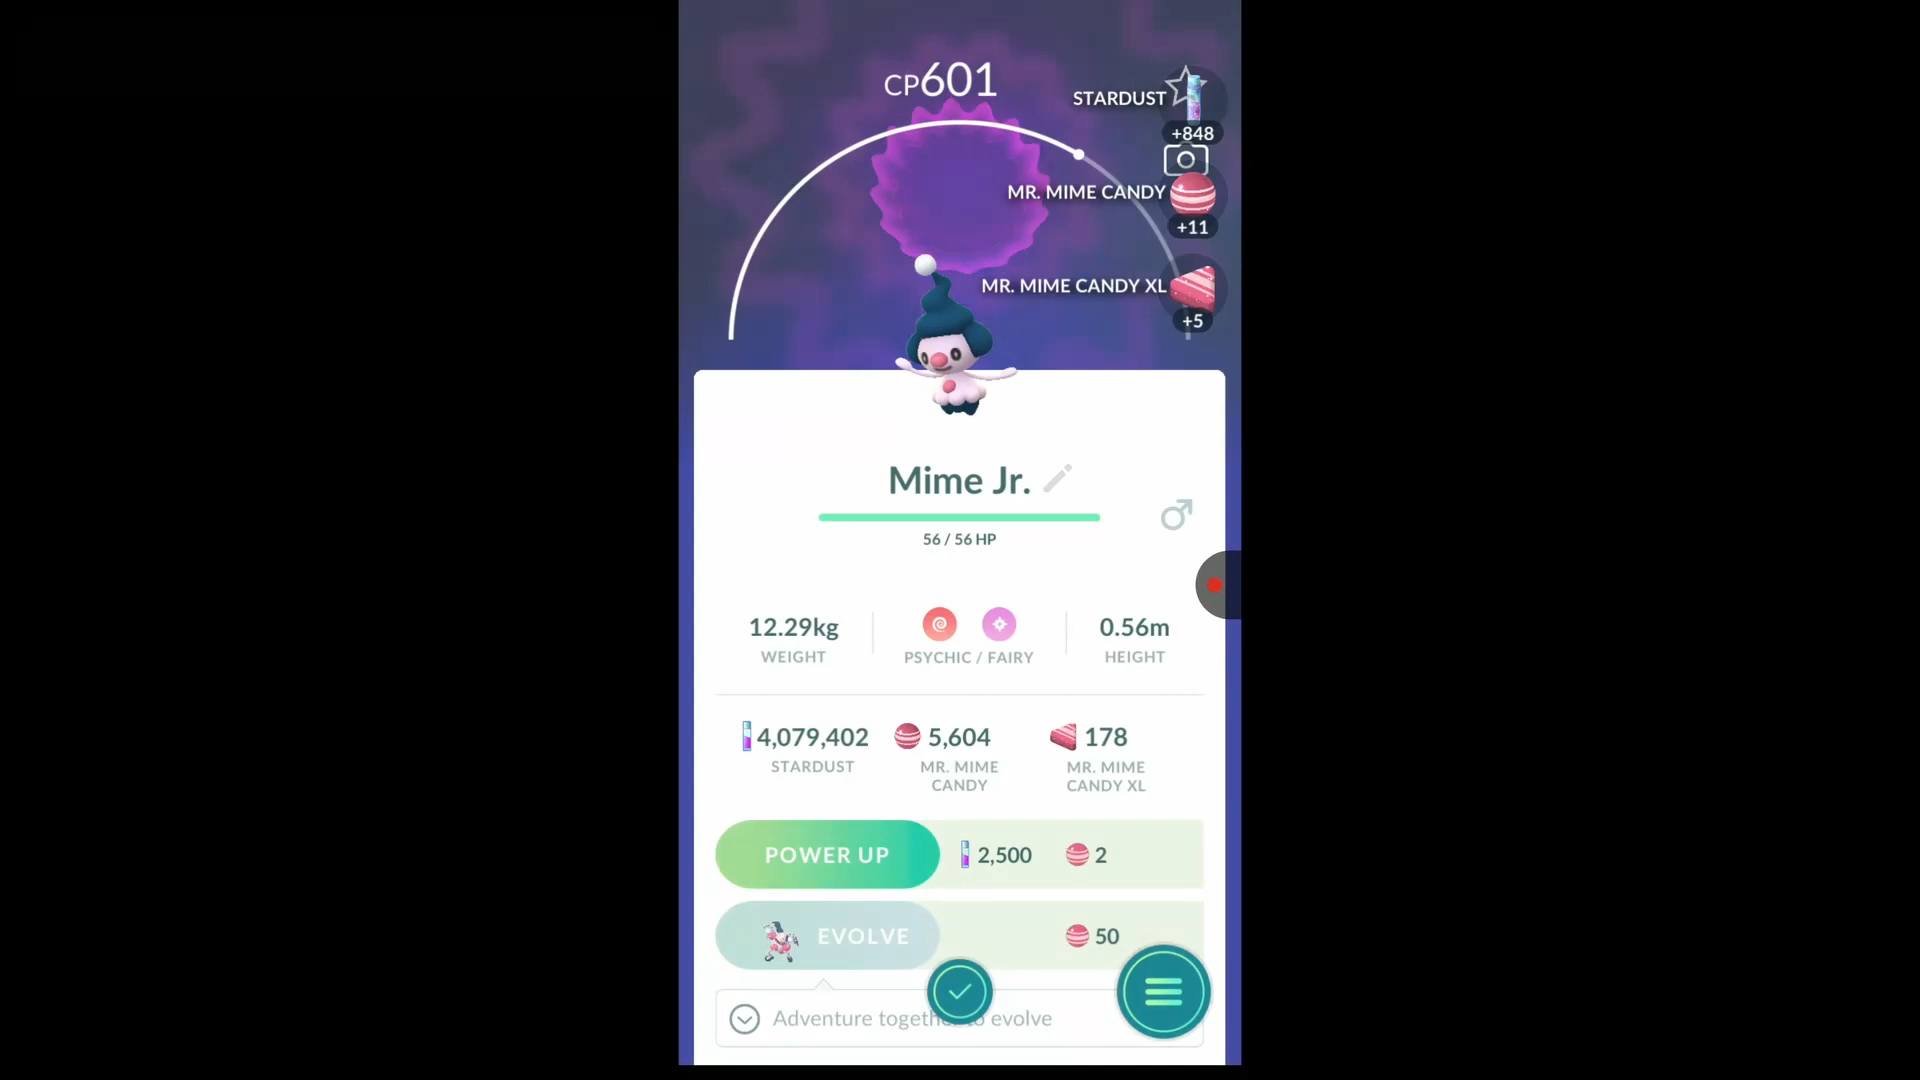 CP601
STARDUST
+848
MR. MIME CANDY
+11
MR. MIME CANDY XL
+5
Mime Jr.
56 / 56 HP
12.29kg
WEIGHT
PSYCHIC / FAIRY
0.56m
HEIGHT
4,079,402
STARDUST
5,604
MR. MIME
CANDY
178
MR. MIME
CANDY XL
POWER UP
2,500
2
EVOLVE
50
Adventure together to evolve